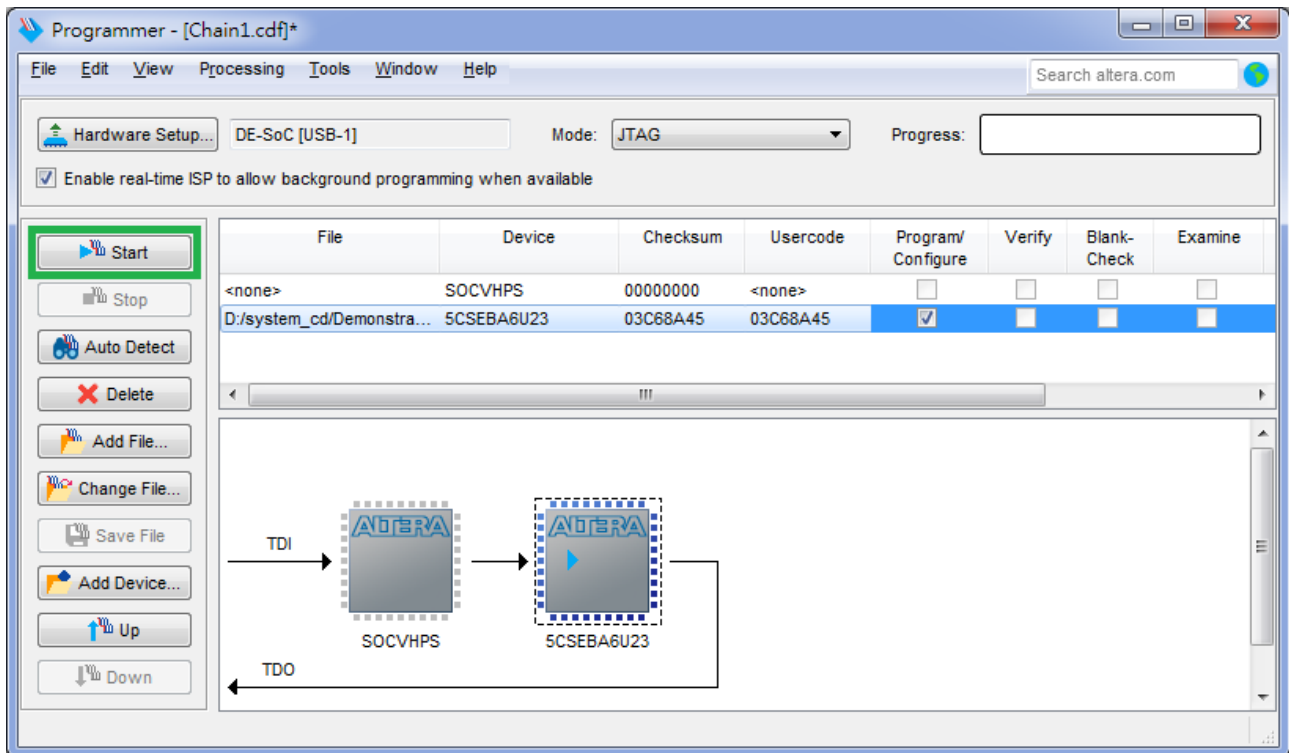 Programmer - [Chain1.cdf]*
File Edit View Processing Tools Window Help Search altera.com
Hardware Setup... DE-SoC [USB-1] Mode: JTAG Progress:
Enable real-time ISP to allow background programming when available
Start
Stop
Auto Detect
Delete
Add File...
Change File...
Save File
Add Device...
Up
Down
File Device Checksum Usercode Program/ Verify Blank- Examine
Configure Check
<none> SOCVHPS 00000000 <none>
D:/system_cd/Demonstra... 5CSEBA6U23 03C68A45 03C68A45
ALTERA ALTERA
TDI
SOCVHPS 5CSEBA6U23
TDO